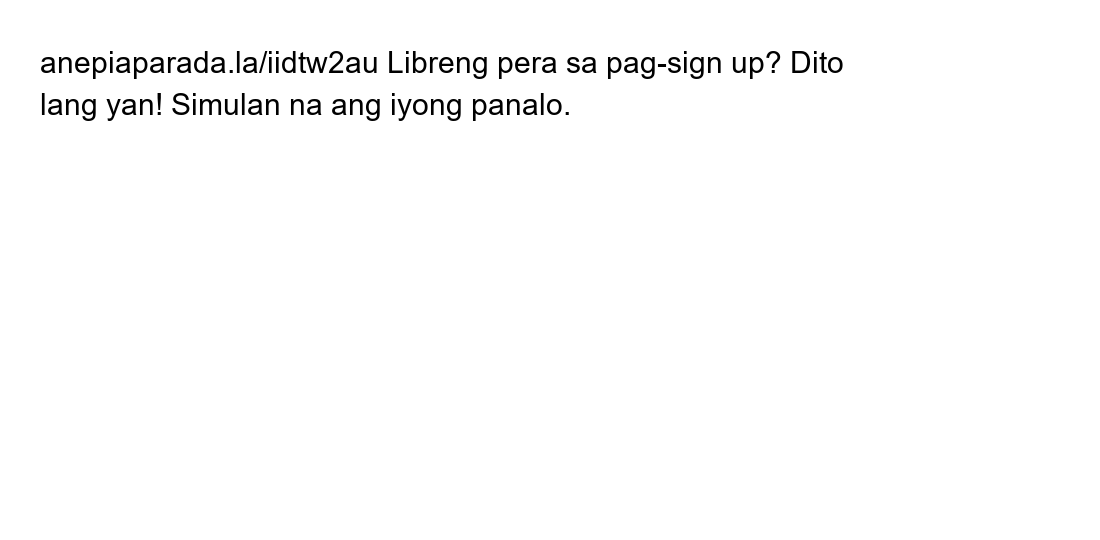 anepiaparada.la/iidtw2au Libreng pera sa pag-sign up? Dito
lang yan! Simulan na ang iyong panalo.